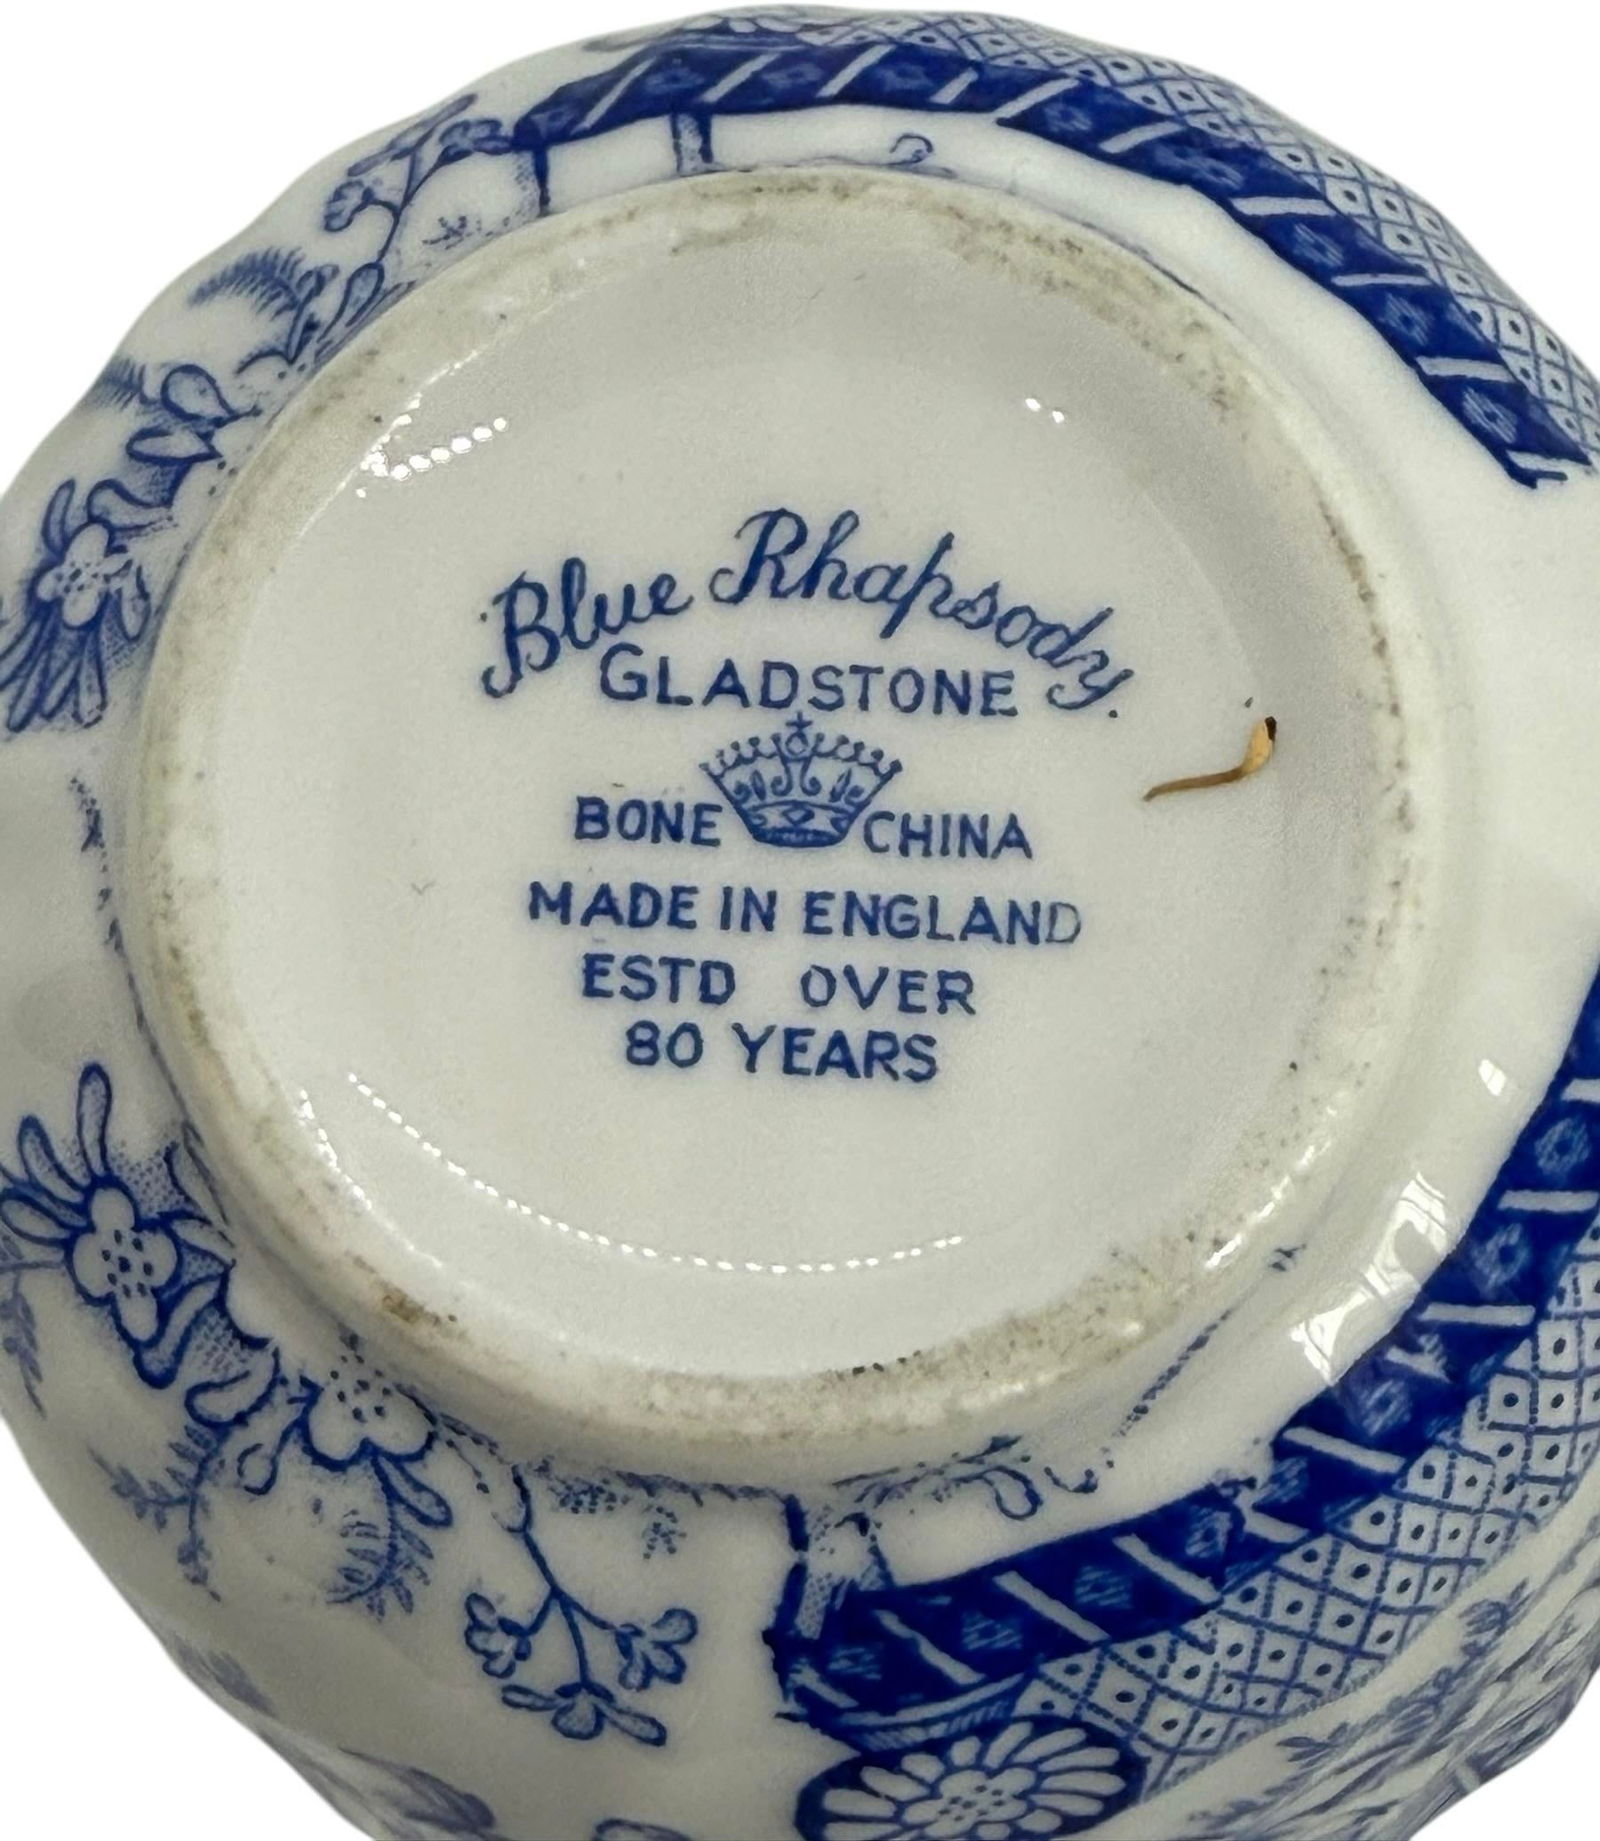 Blue Rhapsody.
GLADSTONE
BONE CHINA
MADE IN ENGLAND
ESTD OVER
80 YEARS